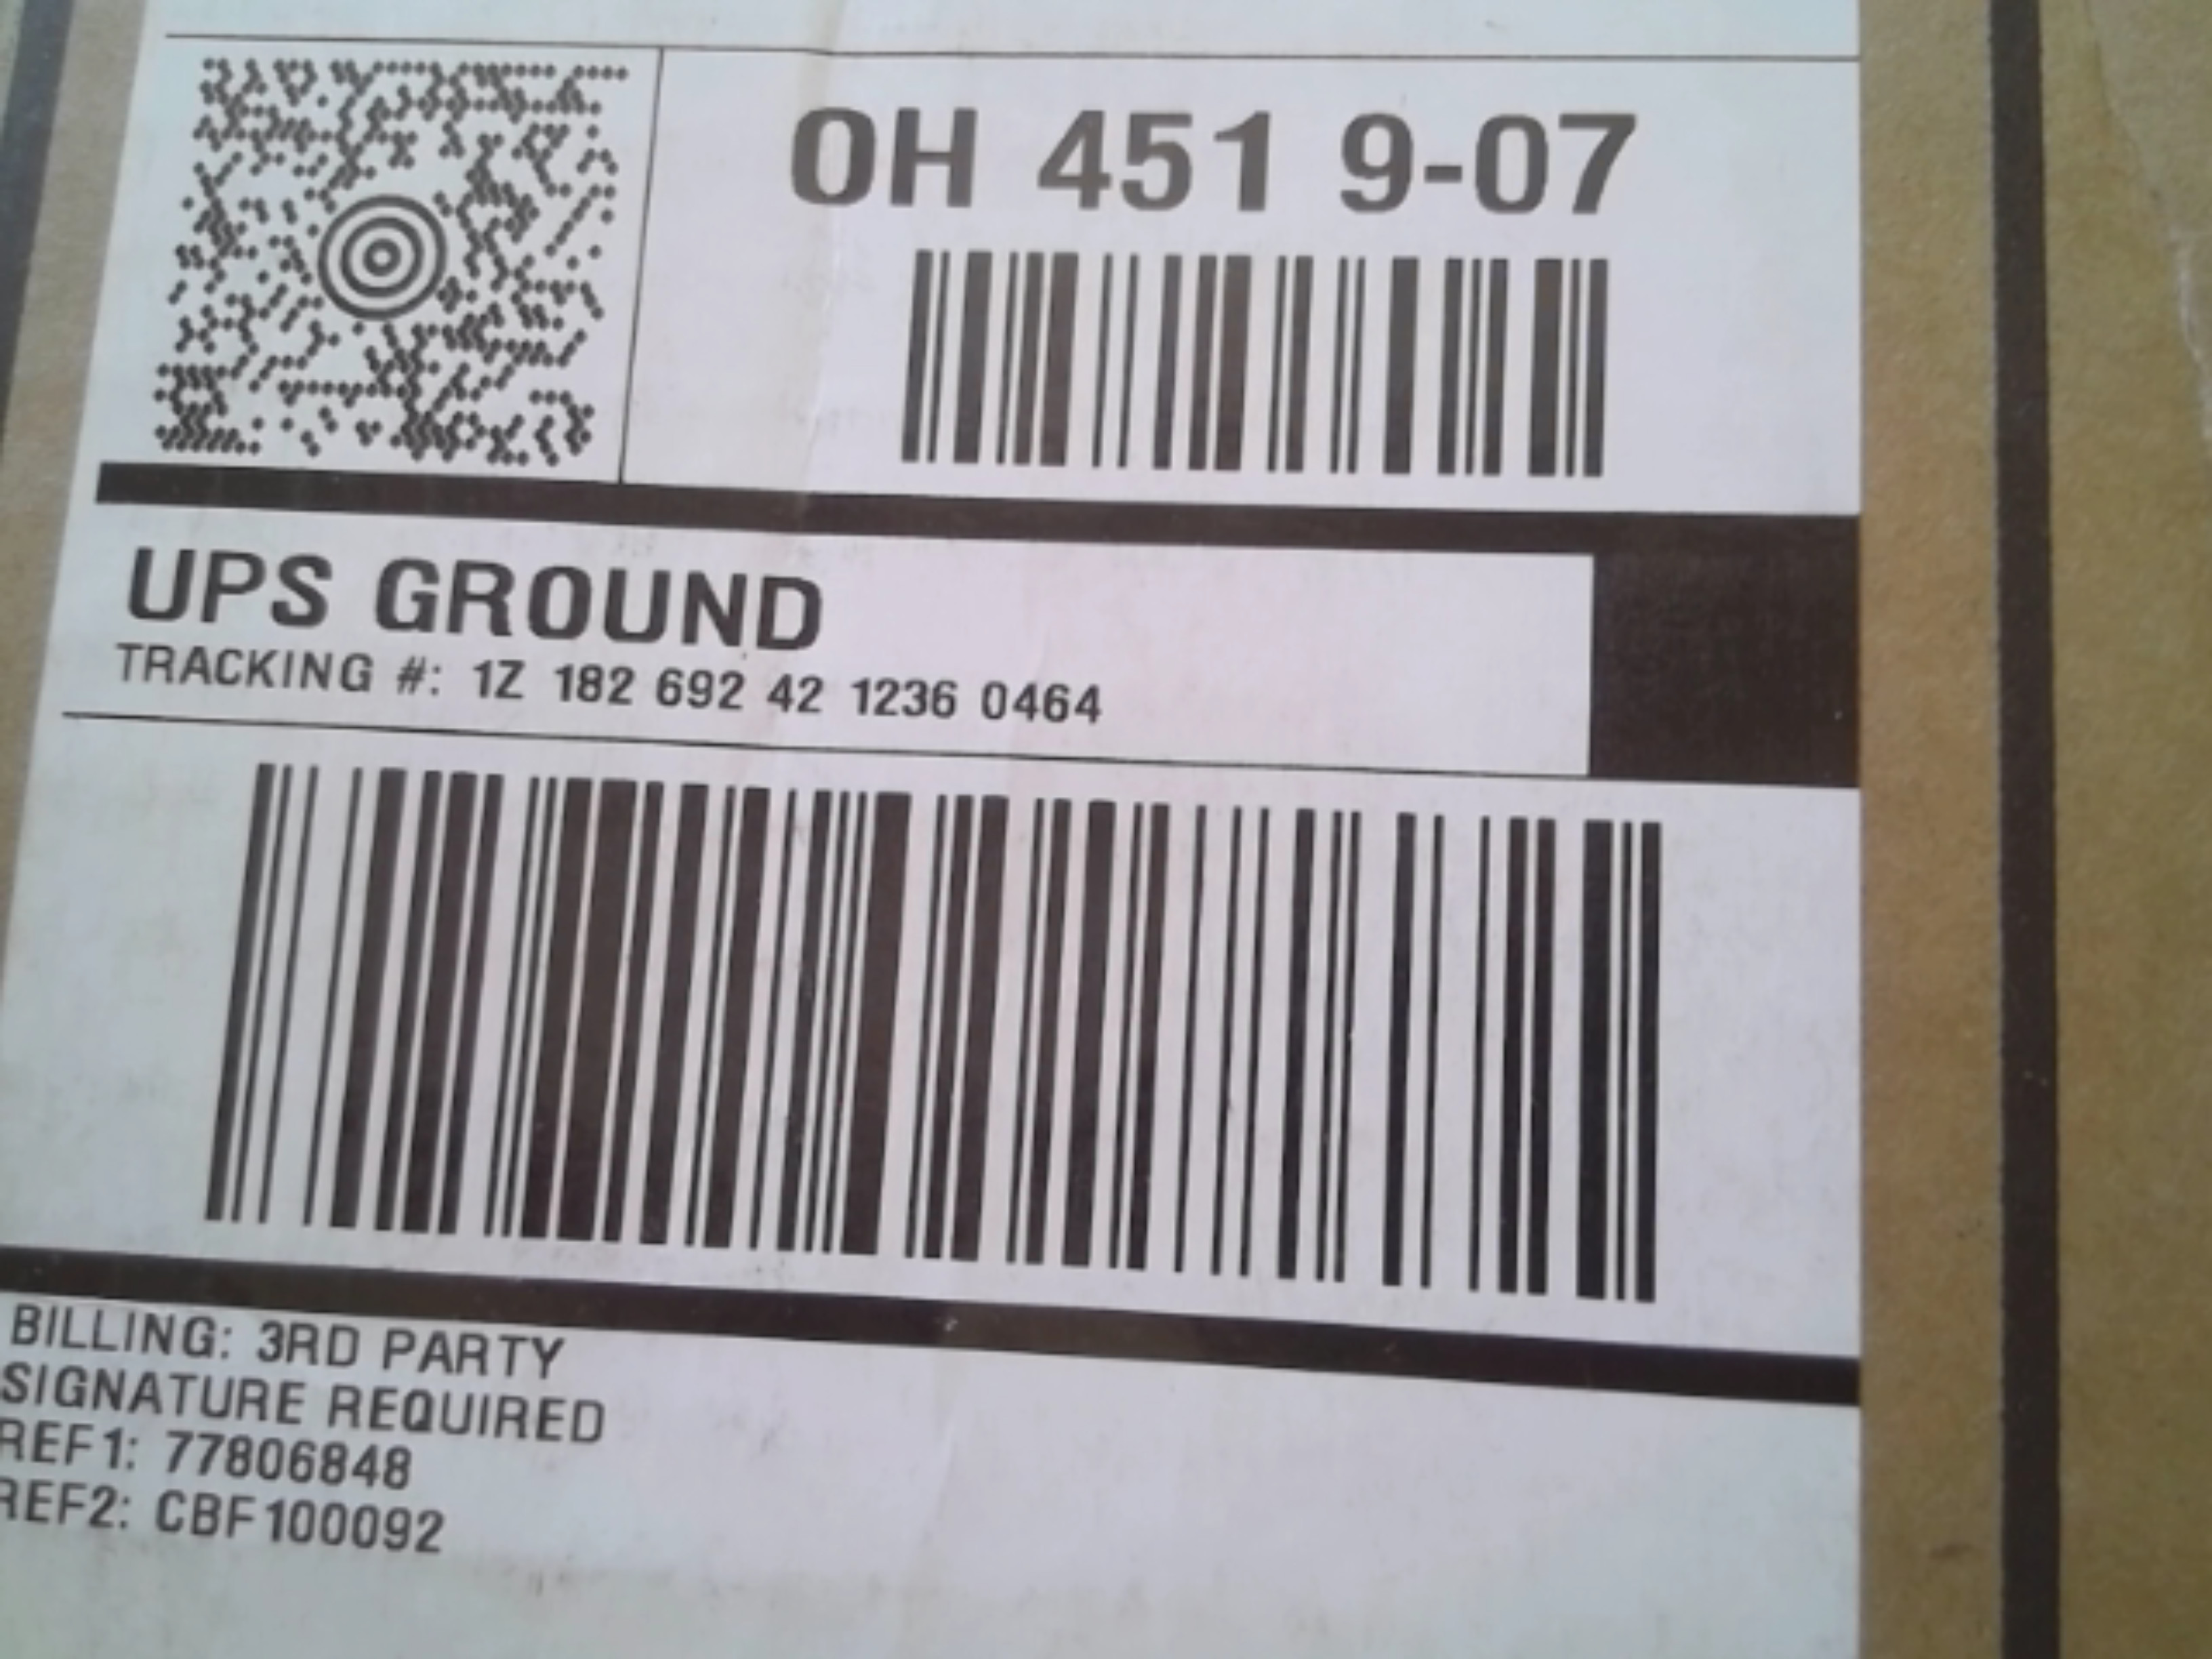 OH 451 9-07
UPS GROUND
TRACKING #: 1Z 182 692 42 1236 0464
BILLING: 3RD PARTY
SIGNATURE REQUIRED
REF1: 77806848
REF2: CBF100092